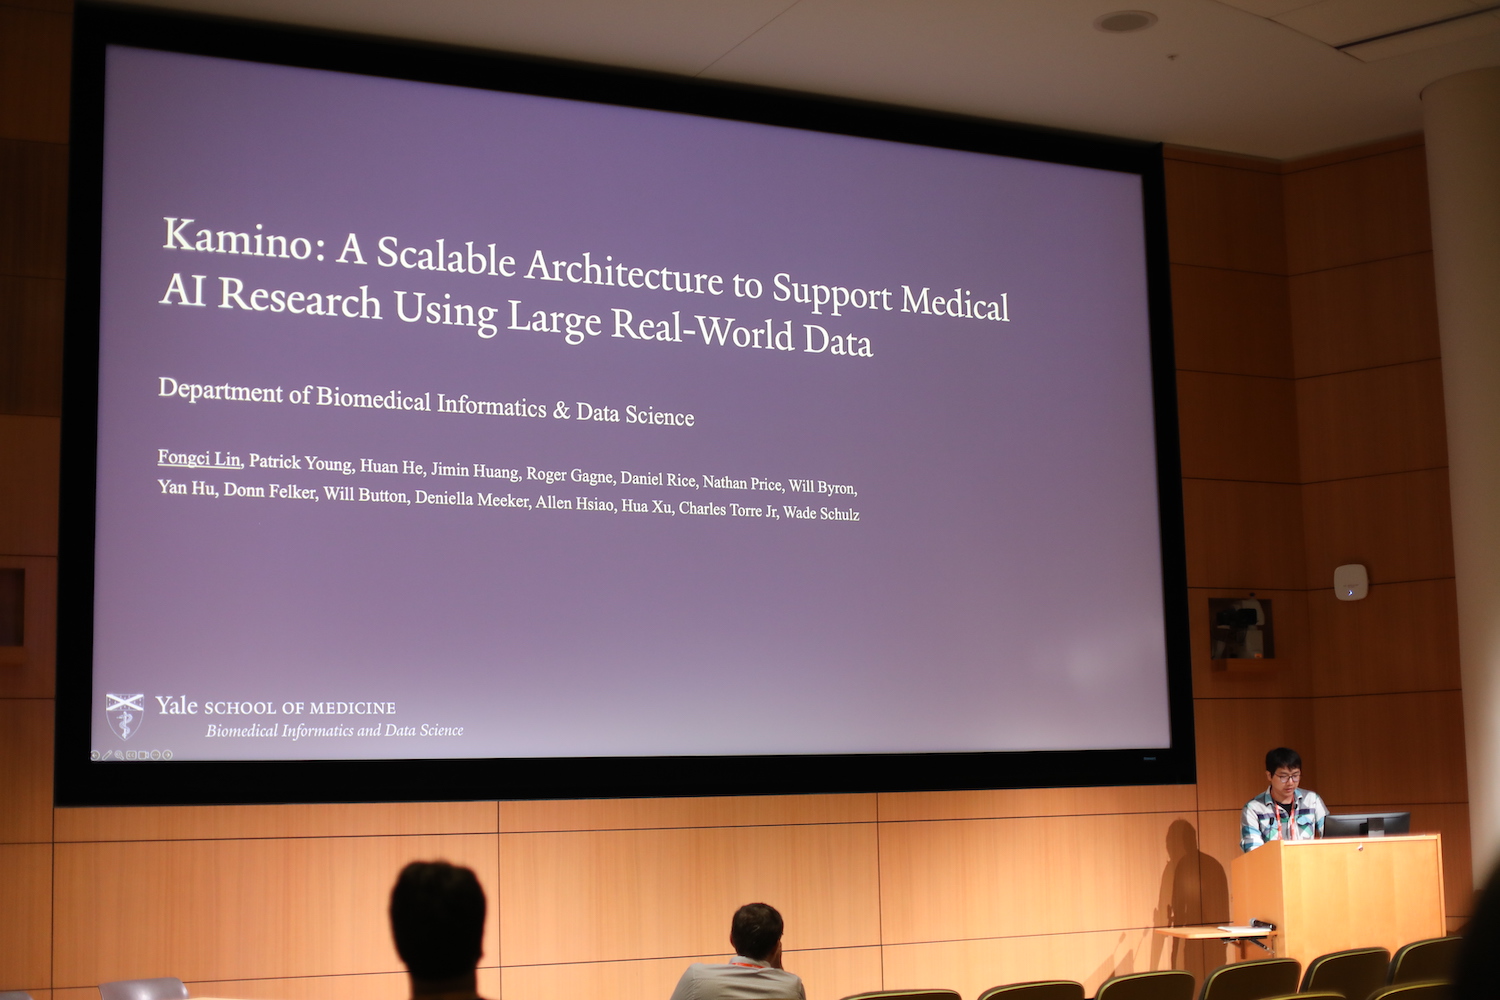 Kamino: A Scalable Architecture to Support Medical
AI Research Using Large Real-World Data
Department of Biomedical Informatics & Data Science
Fongci Lin, Patrick Young, Huan He, Jimin Huang, Roger Gagne, Daniel Rice, Nathan Price, Will Byron,
Yan Hu, Donn Felker, Will Button, Deniella Meeker, Allen Hsiao, Hua Xu, Charles Torre Jr, Wade Schulz
Yale SCHOOL OF MEDICINE
Biomedical Informatics and Data Science